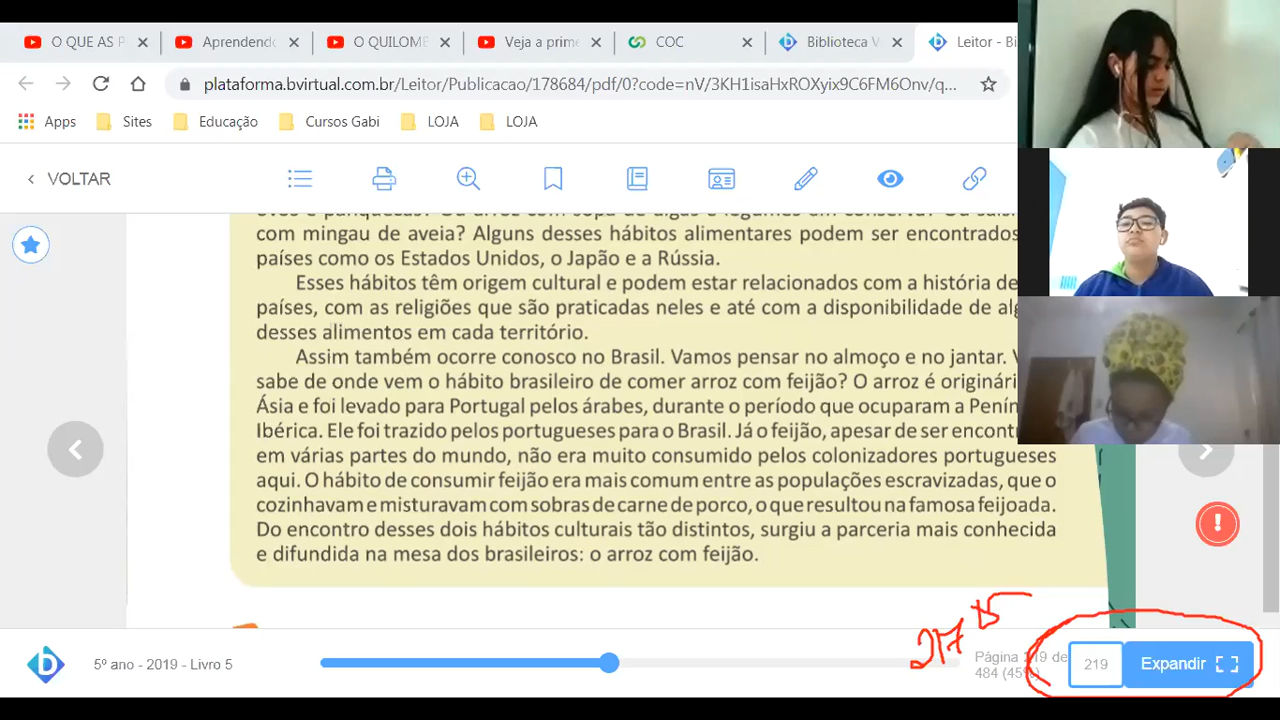 O QUE AS P
Aprendendo
O QUILOMB
Veja a prime
COC
Biblioteca V
Leitor - Bi
plataforma.bvirtual.com.br/Leitor/Publicacao/178684/pdf/0?code=nV/3KH1isaHxROXyix9C6FM6Onv/q...
Apps
Sites
Educação
Cursos Gabi
LOJA
LOJA
VOLTAR
com mingau de aveia? Alguns desses hábitos alimentares podem ser encontrados
países como os Estados Unidos, o Japão e a Rússia.
Esses hábitos têm origem cultural e podem estar relacionados com a história de
países, com as religiões que são praticadas neles e até com a disponibilidade de alg
desses alimentos em cada território.
Assim também ocorre conosco no Brasil. Vamos pensar no almoço e no jantar. V
sabe de onde vem o hábito brasileiro de comer arroz com feijão? O arroz é originári
Ásia e foi levado para Portugal pelos árabes, durante o período que ocuparam a Penín
Ibérica. Ele foi trazido pelos portugueses para o Brasil. Já o feijão, apesar de ser encont
em várias partes do mundo, não era muito consumido pelos colonizadores portugueses
aqui. O hábito de consumir feijão era mais comum entre as populações escravizadas, que o
cozinhavam e misturavam com sobras de carne de porco, o que resultou na famosa feijoada.
Do encontro desses dois hábitos culturais tão distintos, surgiu a parceria mais conhecida
e difundida na mesa dos brasileiros: o arroz com feijão.
217
5º ano - 2019 - Livro 5
Página 219 de
484 (45%)
219
Expandir